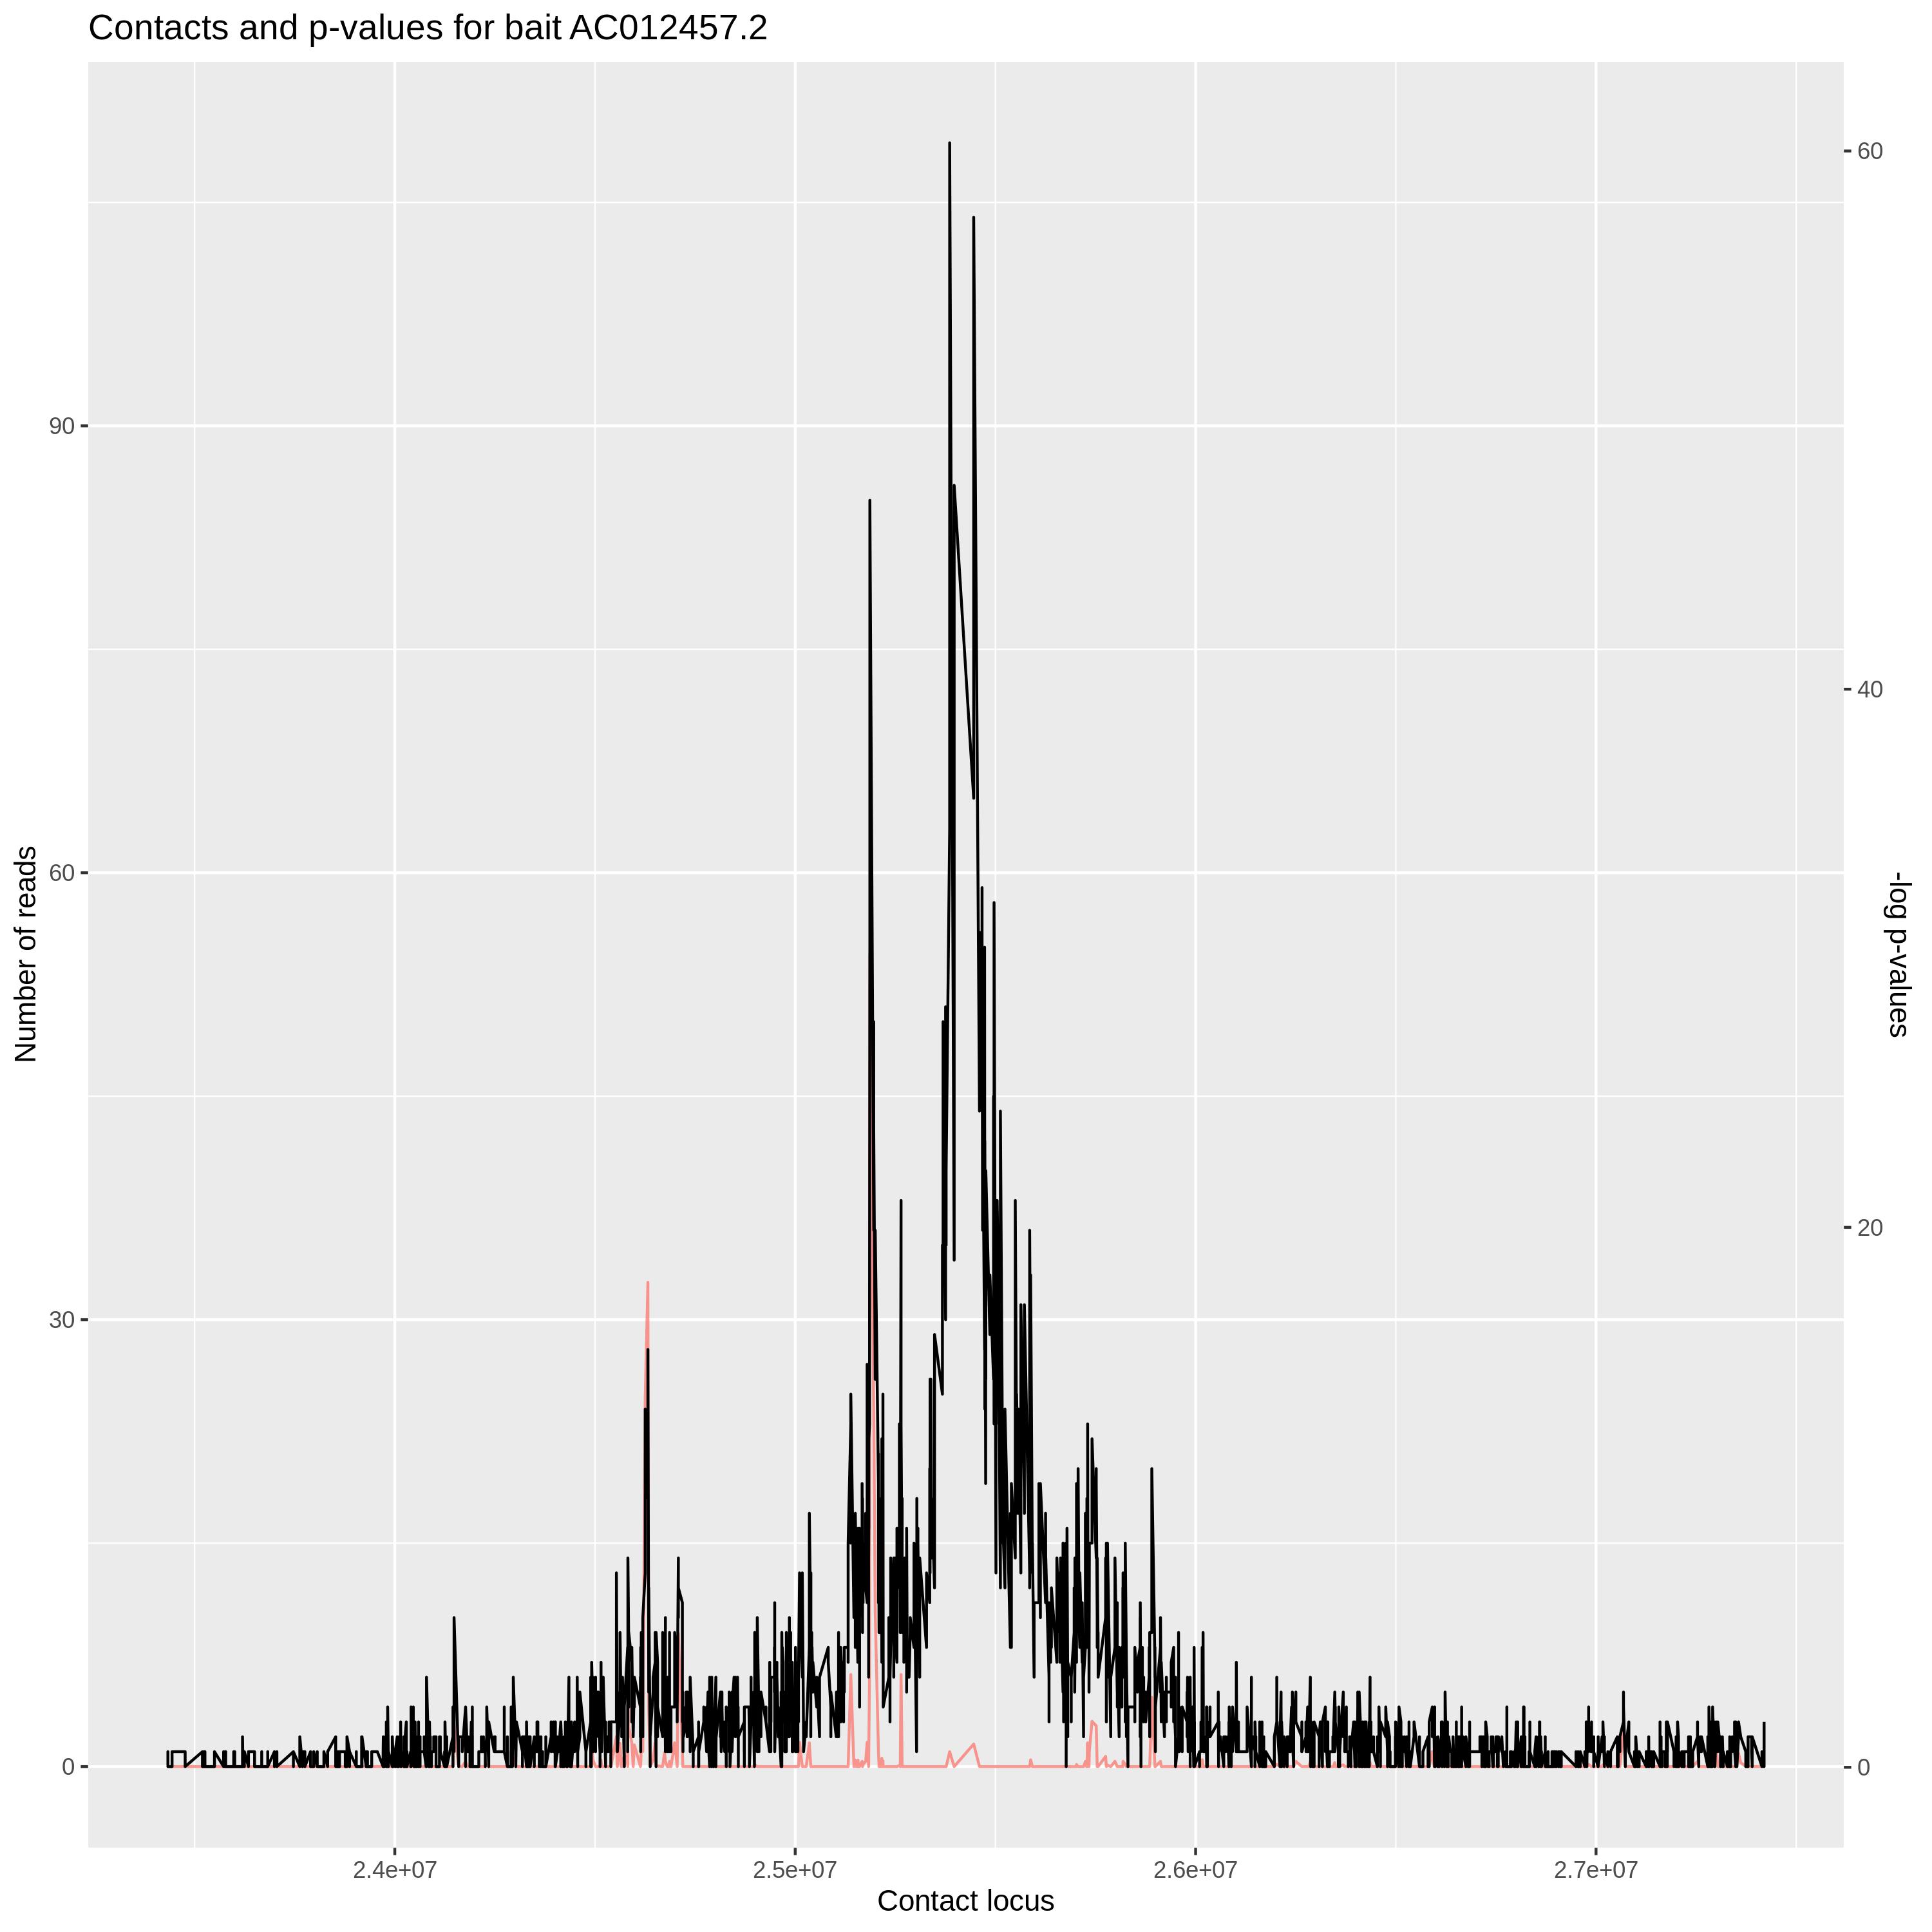 Contacts and p-values for bait AC012457.2
90
60
30
0
60
40
20
0
Number of reads
-log p-values
2.4e+07
2.5e+07
2.6e+07
2.7e+07
Contact locus